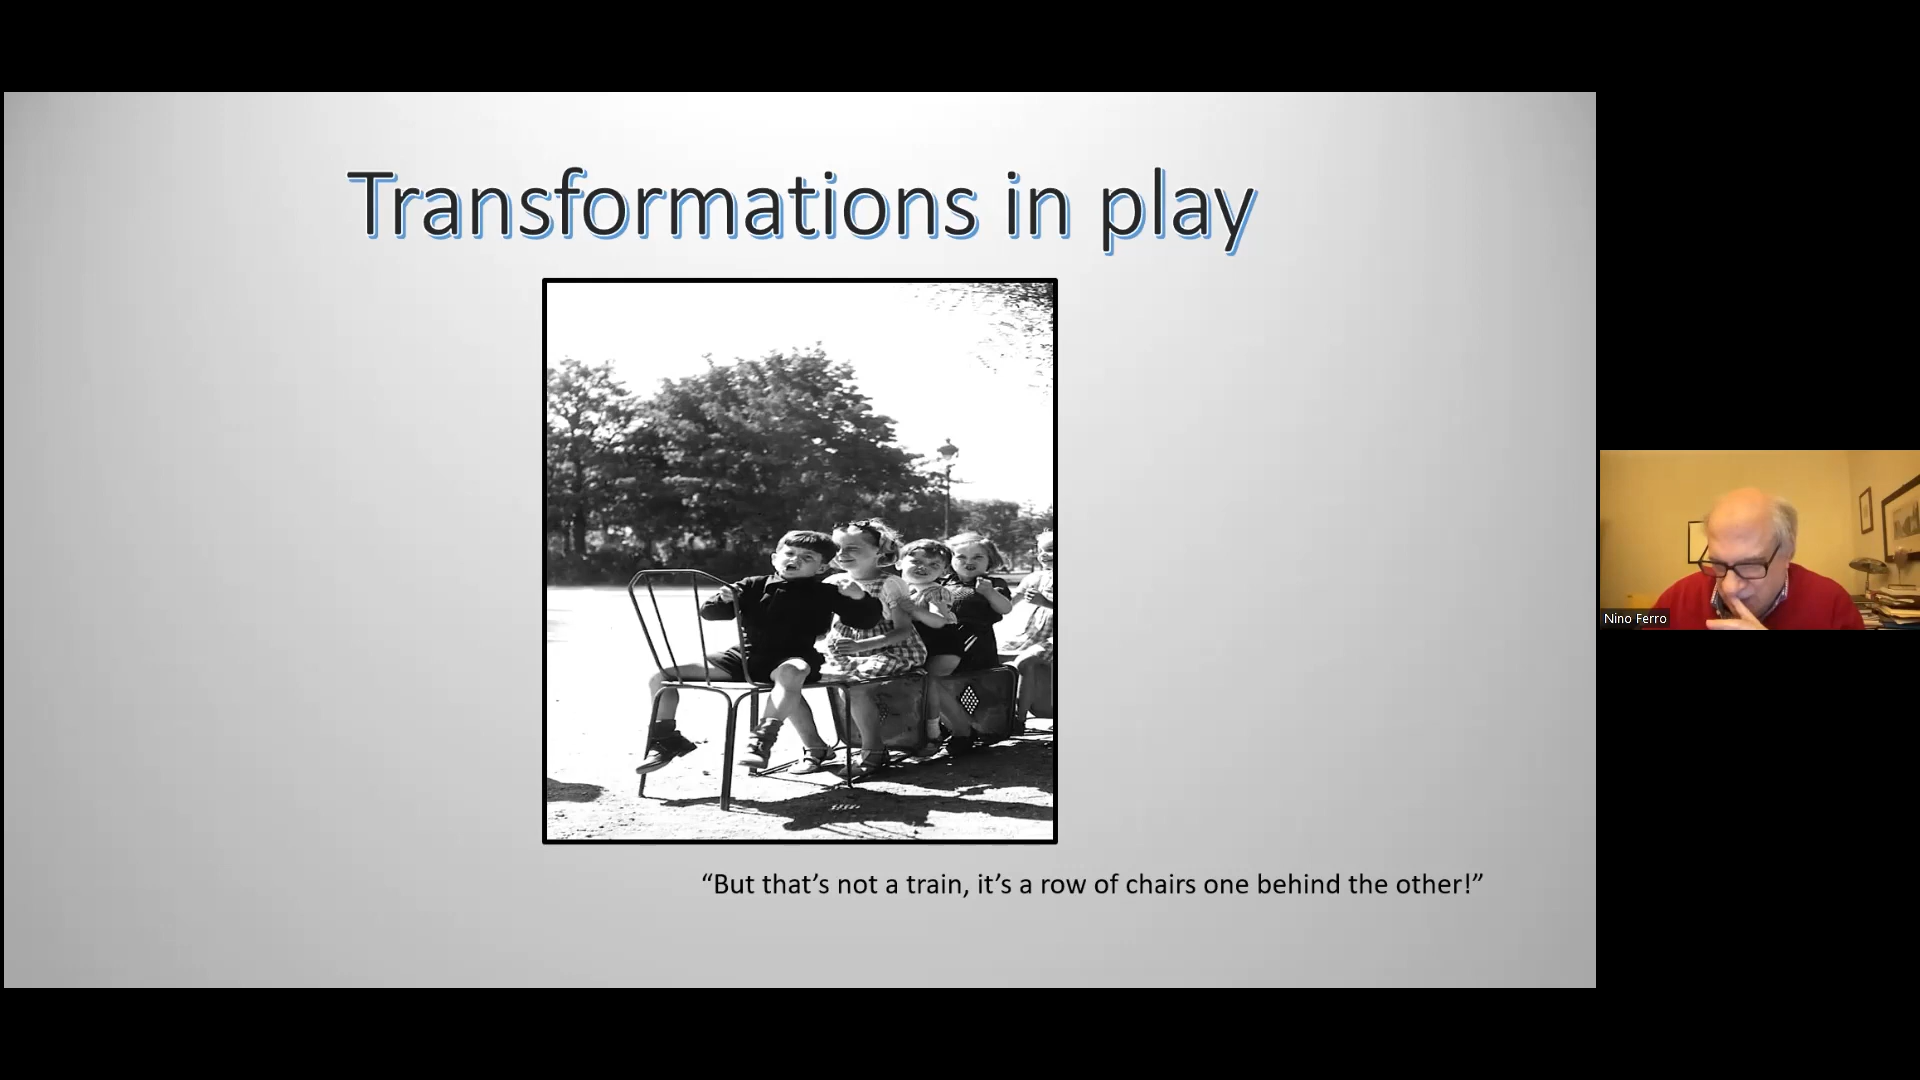 Transformations in play
“But that’s not a train, it’s a row of chairs one behind the other!”
Nino Ferro